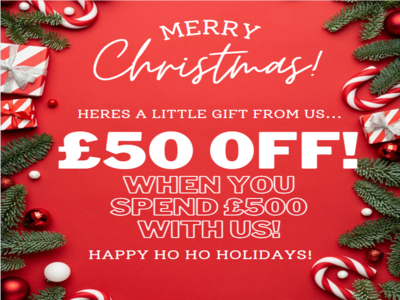 MERRY
Christmas!
HERES A LITTLE GIFT FROM US...
£50 OFF!
WHEN YOU
SPEND £500
WITH US!
HAPPY HO HO HOLIDAYS!